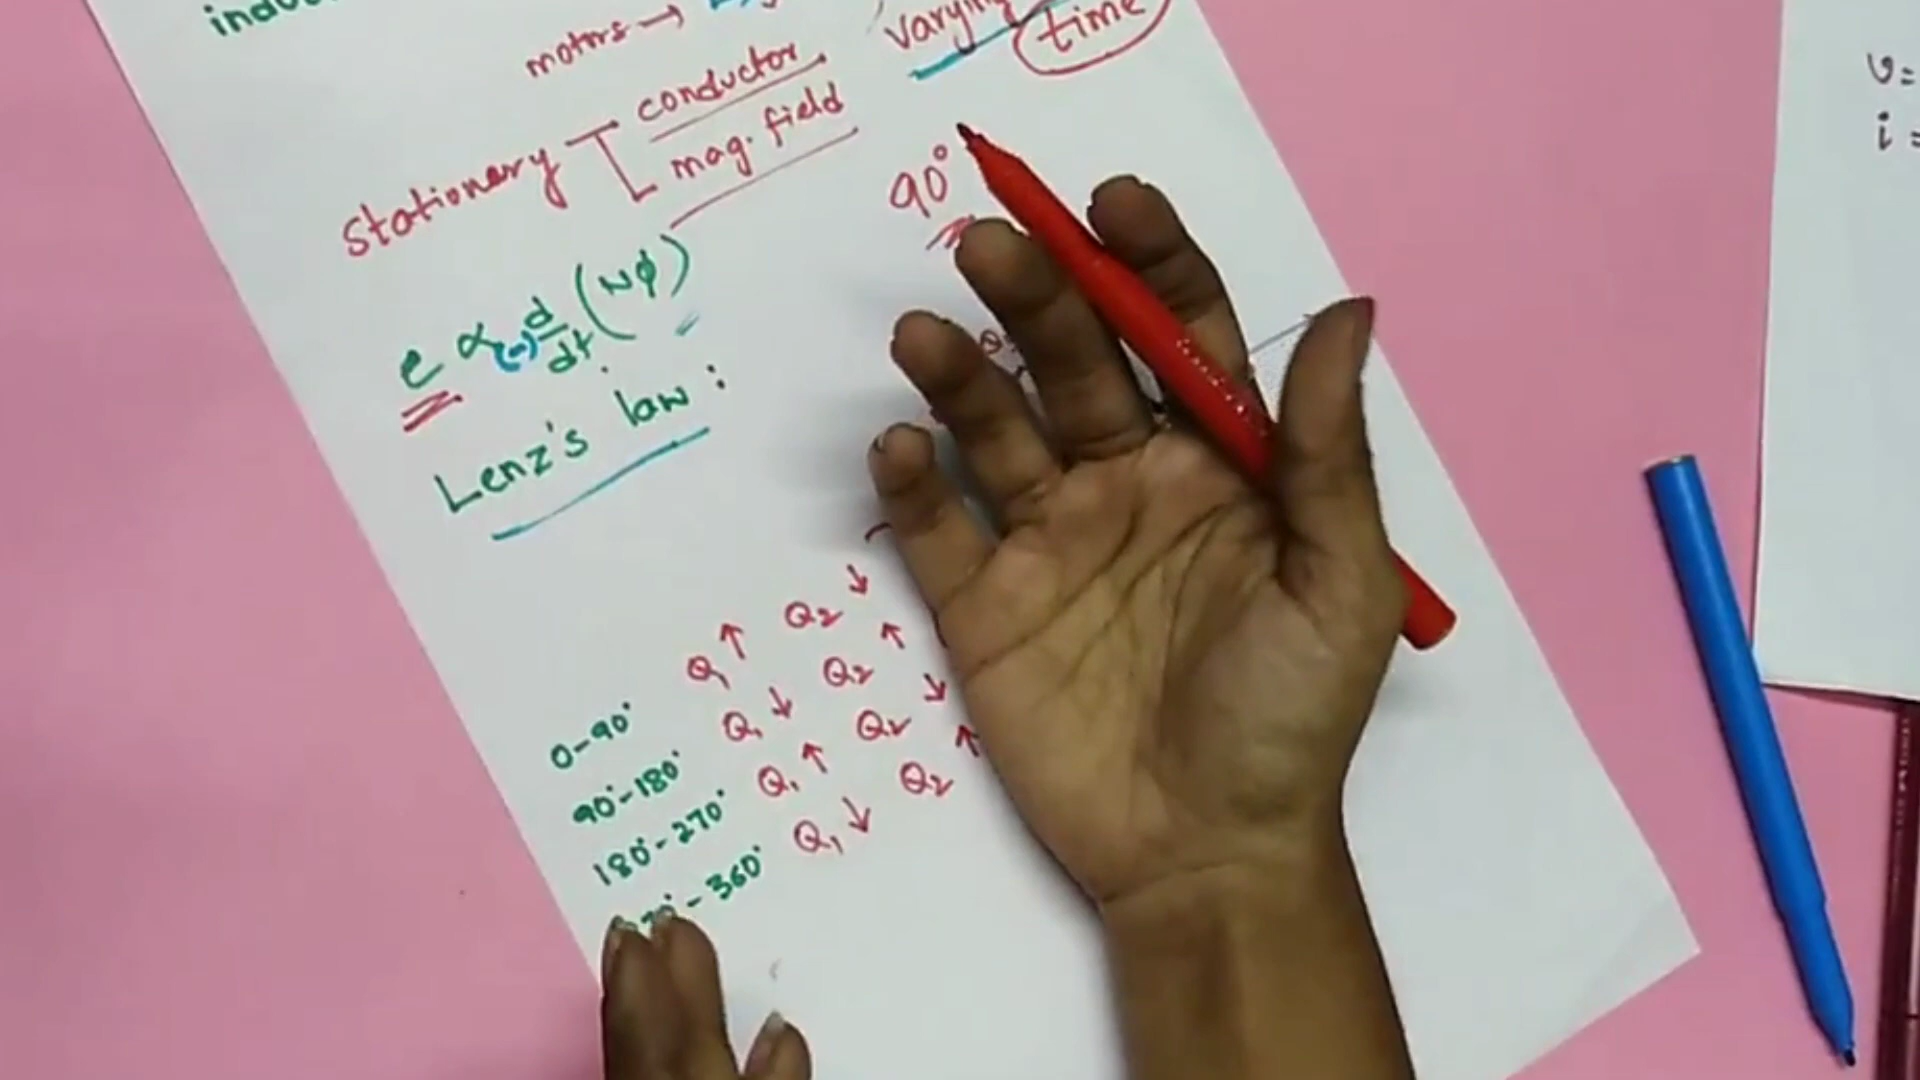 motors →
varying
time
Stationary
conductor
mag. field
90°
e ∝ (-) d/dt (Nϕ)
Lenz's law :
0-90° Q₁ ↑ Q₂ ↓
90°-180° Q₁ ↓ Q₂ ↑
180°-270° Q₁ ↑ Q₂ ↓
- 360° Q₁ ↓ Q₂ ↑
v=
i =